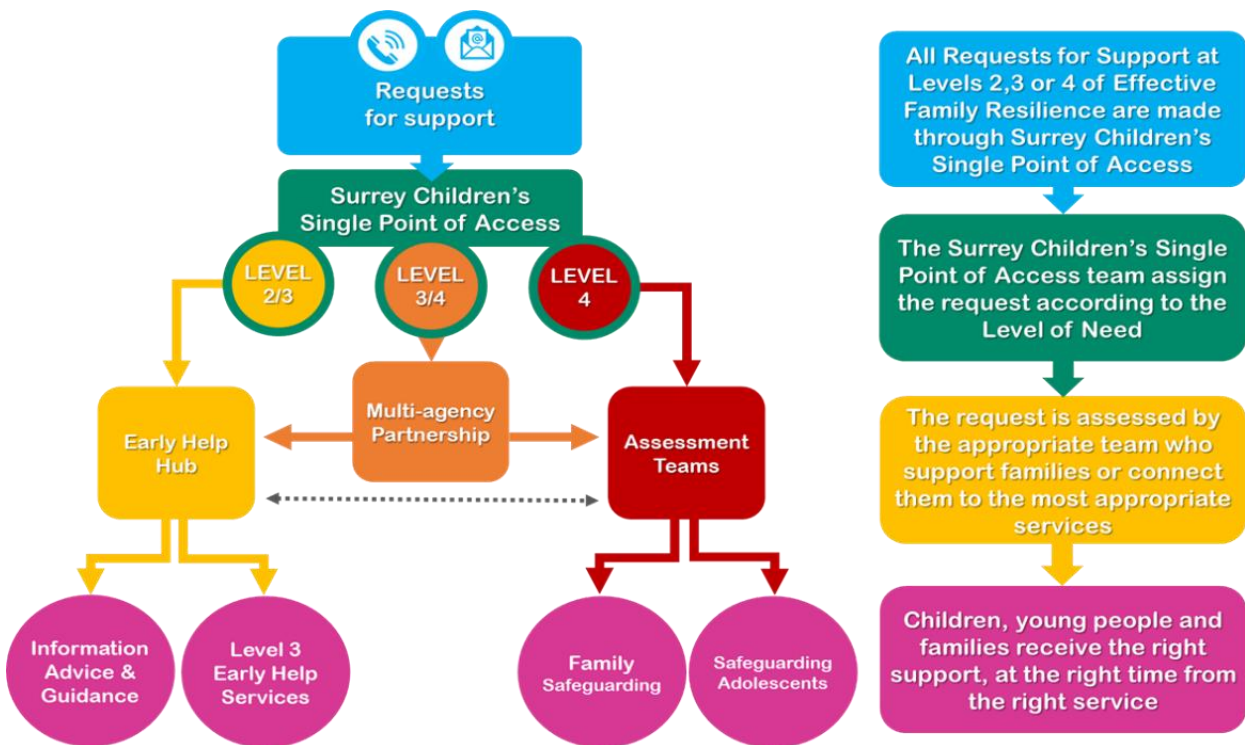 Requests
for support
Surrey Children's
Single Point of Access
LEVEL
2/3
LEVEL
3/4
LEVEL
4
Multi-agency
Partnership
Early Help
Hub
Assessment
Teams
Information
Advice &
Guidance
Level 3
Early Help
Services
Family
Safeguarding
Safeguarding
Adolescents
All Requests for Support at
Levels 2,3 or 4 of Effective
Family Resilience are made
through Surrey Children's
Single Point of Access
The Surrey Children's Single
Point of Access team assign
the request according to the
Level of Need
The request is assessed by
the appropriate team who
support families or connect
them to the most appropriate
services
Children, young people and
families receive the right
support, at the right time from
the right service